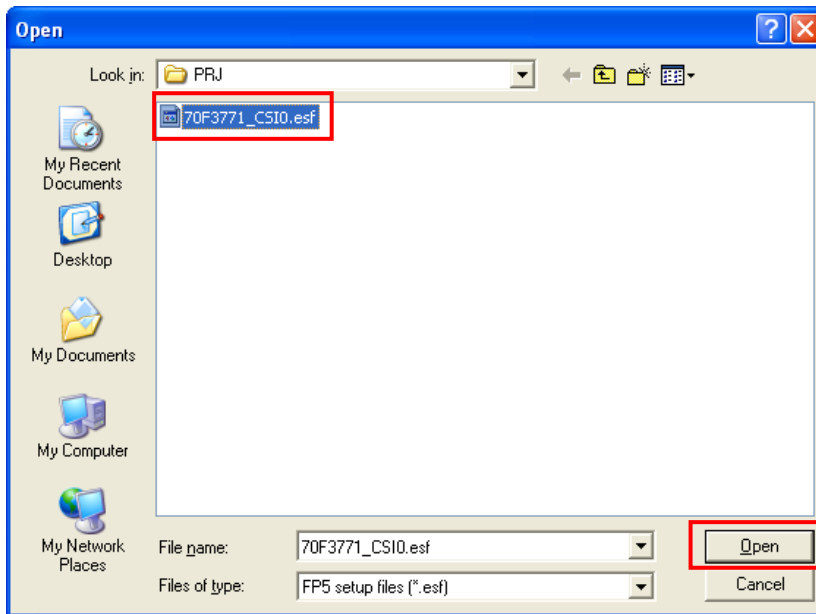 Open
Look in: PRJ
70F3771_CSI0.esf
My Recent
Documents
Desktop
My Documents
My Computer
My Network
Places
File name: 70F3771_CSI0.esf Open
Files of type: FP5 setup files (*.esf) Cancel